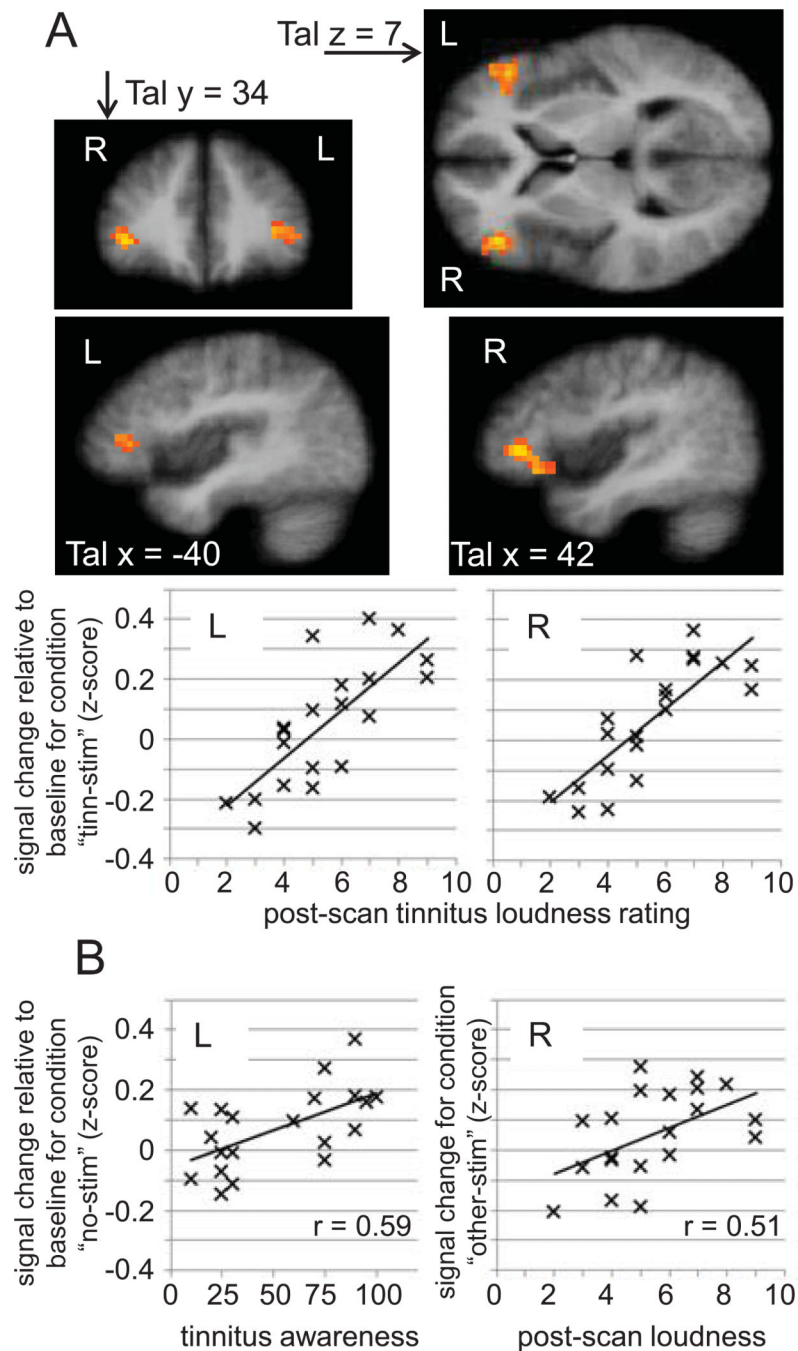 A
Tal y = 34
Tal z = 7
R L
L
R
L
R
Tal x = -40
Tal x = 42
signal change relative to
baseline for condition
“tinn-stim” (z-score)
0.4
0.2
0
-0.2
-0.4
L
R
0 2 4 6 8 10
0 2 4 6 8 10
post-scan tinnitus loudness rating
B
signal change relative to
baseline for condition
“no-stim” (z-score)
0.4
0.2
0
-0.2
-0.4
L
r = 0.59
0 25 50 75 100
tinnitus awareness
signal change for condition
“other-stim” (z-score)
R
r = 0.51
0 2 4 6 8 10
post-scan loudness